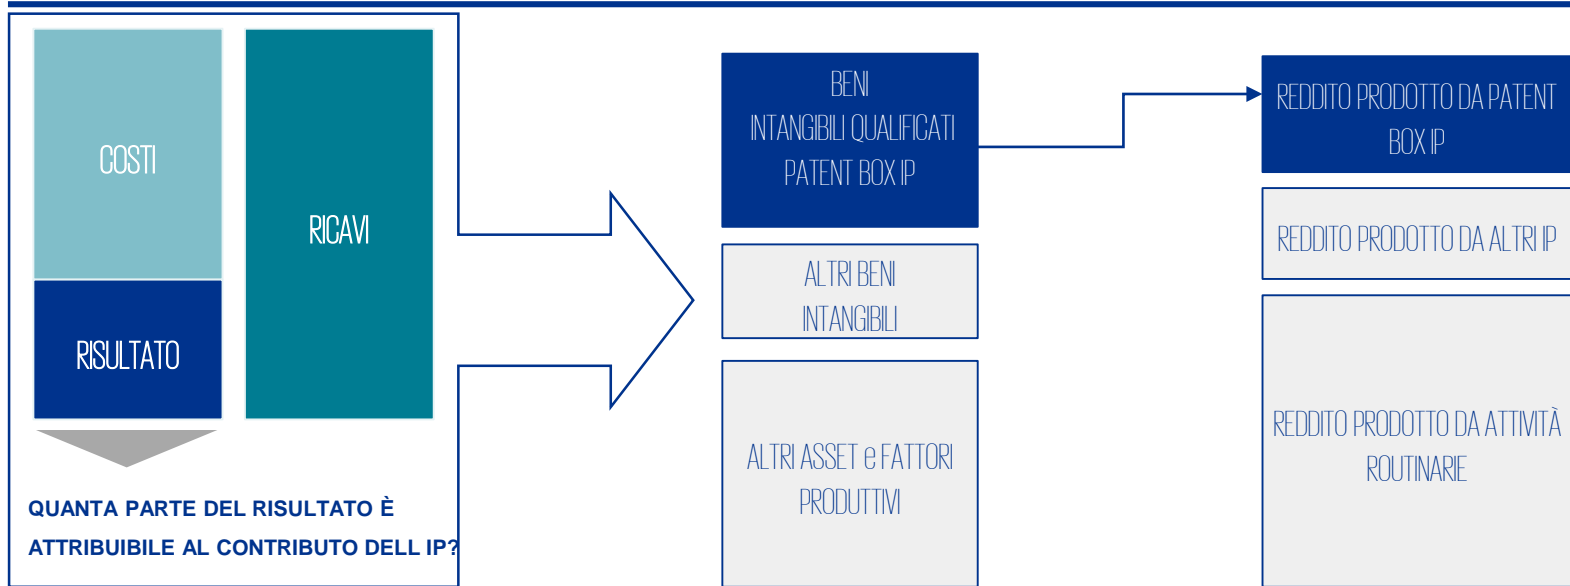 COSTI
RISULTATO
RICAVI
QUANTA PARTE DEL RISULTATO È
ATTRIBUIBILE AL CONTRIBUTO DELL IP?
BENI
INTANGIBILI QUALIFICATI
PATENT BOX IP
ALTRI BENI
INTANGIBILI
ALTRI ASSET e FATTORI
PRODUTTIVI
REDDITO PRODOTTO DA PATENT
BOX IP
REDDITO PRODOTTO DA ALTRI IP
REDDITO PRODOTTO DA ATTIVITÀ
ROUTINARIE